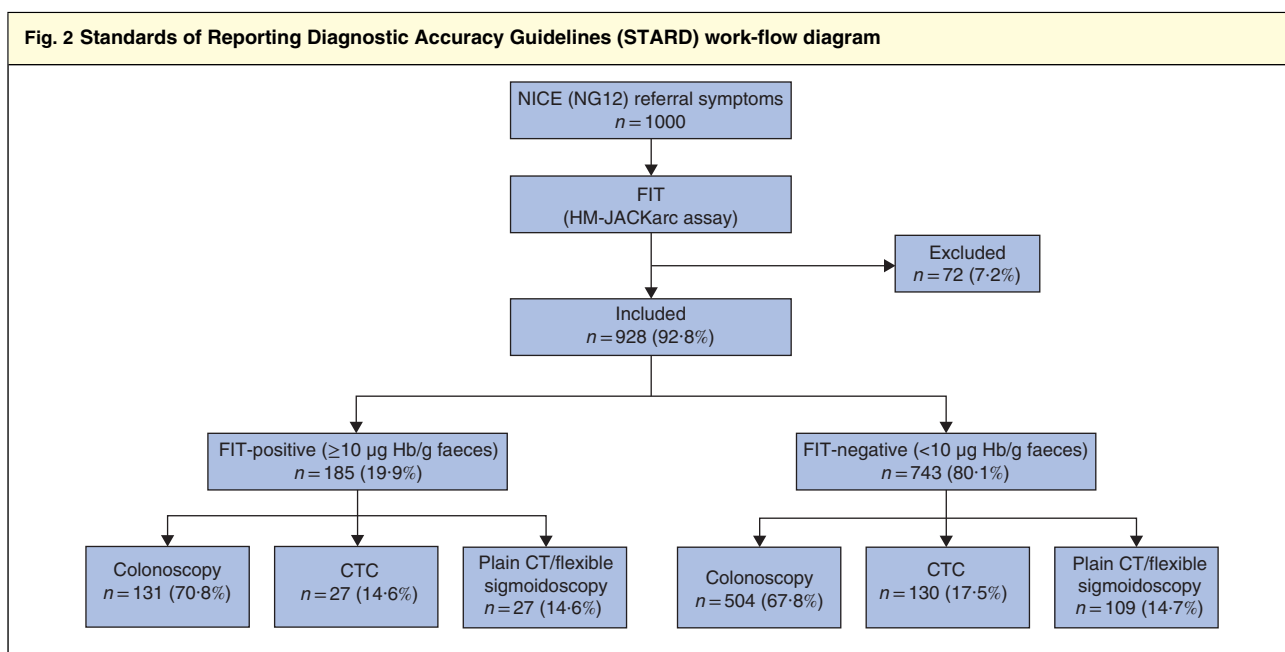 Fig. 2 Standards of Reporting Diagnostic Accuracy Guidelines (STARD) work-flow diagram
NICE (NG12) referral symptoms
n = 1000
FIT
(HM-JACKarc assay)
Excluded
n = 72 (7·2%)
Included
n = 928 (92·8%)
FIT-positive (≥10 µg Hb/g faeces)
n = 185 (19·9%)
FIT-negative (<10 µg Hb/g faeces)
n = 743 (80·1%)
Colonoscopy
n = 131 (70·8%)
CTC
n = 27 (14·6%)
Plain CT/flexible
sigmoidoscopy
n = 27 (14·6%)
Colonoscopy
n = 504 (67·8%)
CTC
n = 130 (17·5%)
Plain CT/flexible
sigmoidoscopy
n = 109 (14·7%)